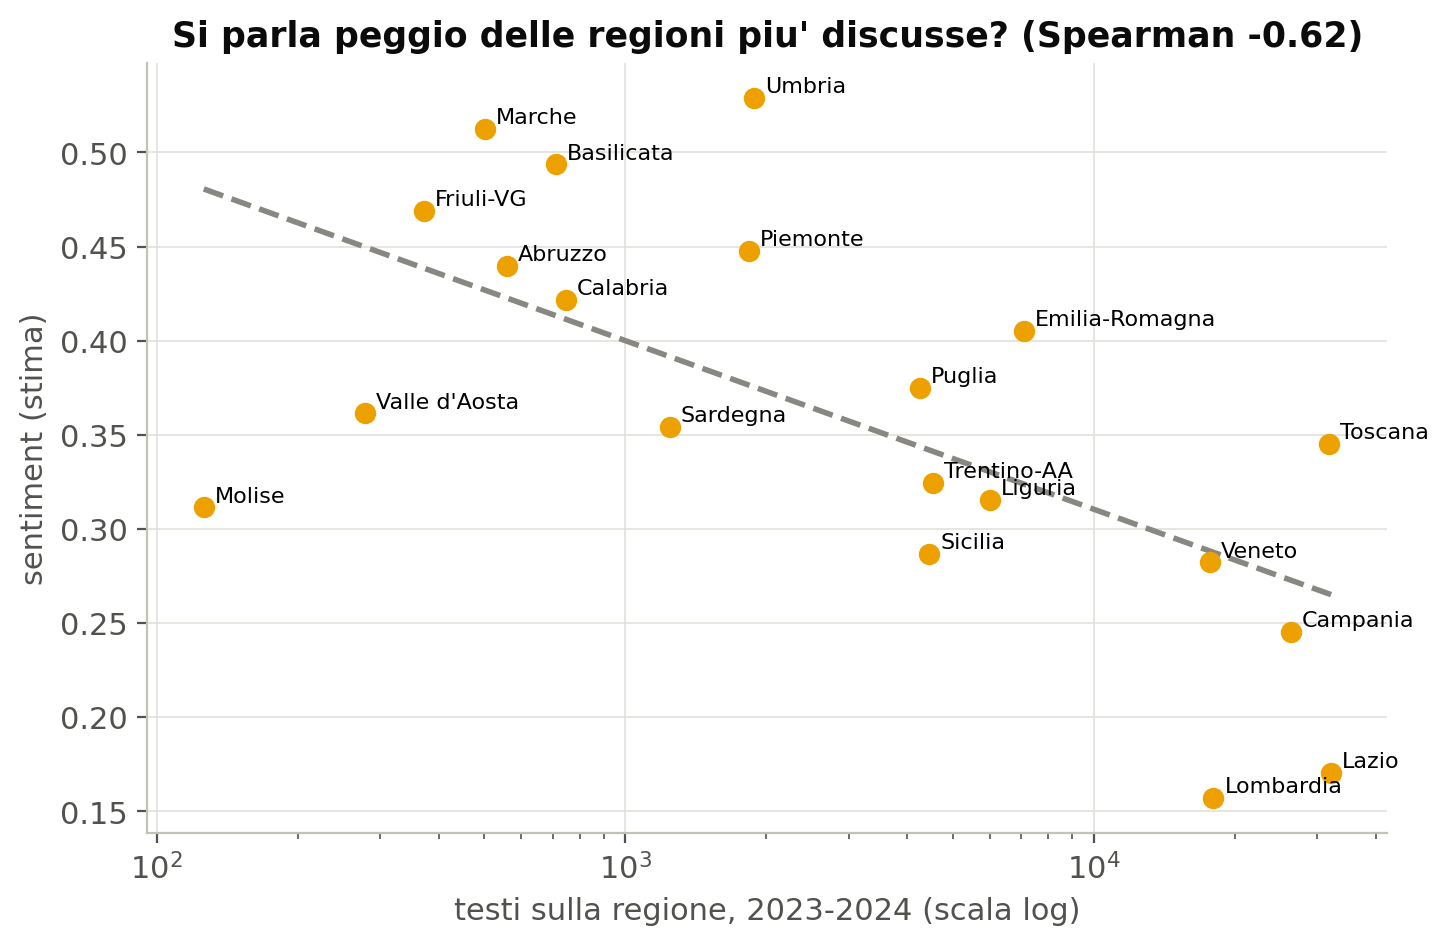 Si parla peggio delle regioni piu' discusse? (Spearman -0.62)
Umbria
Marche
Basilicata
Friuli-VG
Piemonte
Abruzzo
Calabria
Emilia-Romagna
Puglia
Valle d'Aosta
Sardegna
Toscana
Trentino-AA
Liguria
Molise
Sicilia
Veneto
Campania
Lazio
Lombardia
0.50
0.45
0.40
0.35
0.30
0.25
0.20
0.15
sentiment (stima)
10² 10³ 10⁴
testi sulla regione, 2023-2024 (scala log)